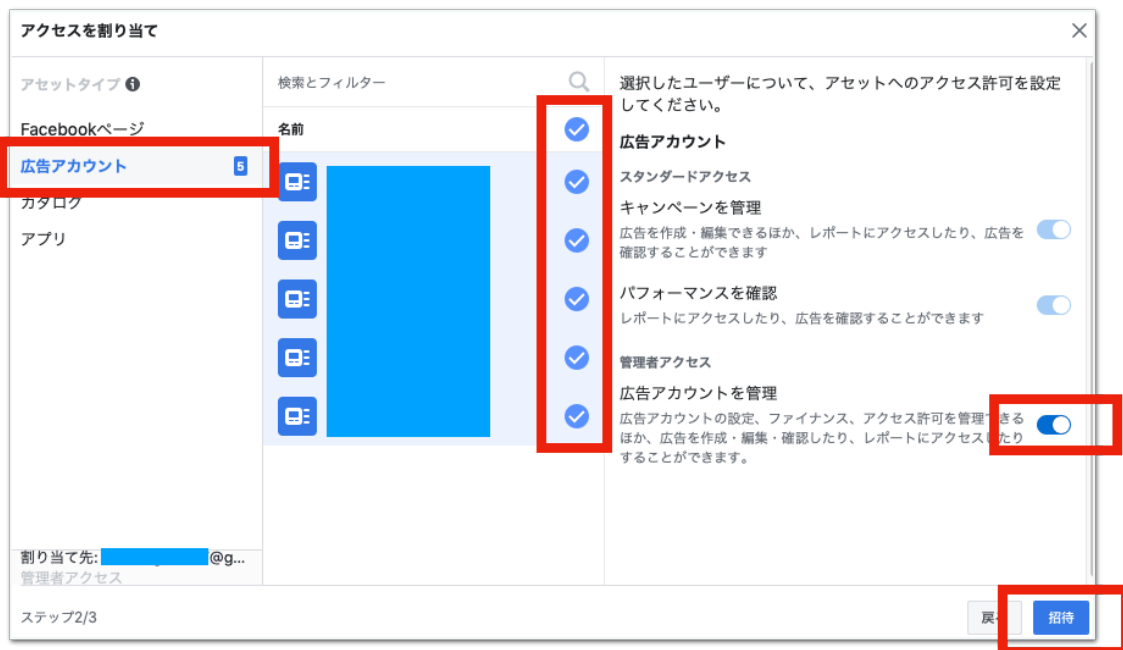 アクセスを割り当て
アセットタイプ
Facebookページ
広告アカウント 5
カタログ
アプリ
割り当て先: @g...
管理者アクセス
検索とフィルター
名前
選択したユーザーについて、アセットへのアクセス許可を設定
してください。
広告アカウント
スタンダードアクセス
キャンペーンを管理
広告を作成・編集できるほか、レポートにアクセスしたり、広告を
確認することができます
パフォーマンスを確認
レポートにアクセスしたり、広告を確認することができます
管理者アクセス
広告アカウントを管理
広告アカウントの設定、ファイナンス、アクセス許可を管理できる
ほか、広告を作成・編集・確認したり、レポートにアクセスしたり
することができます。
ステップ2/3
戻る
招待